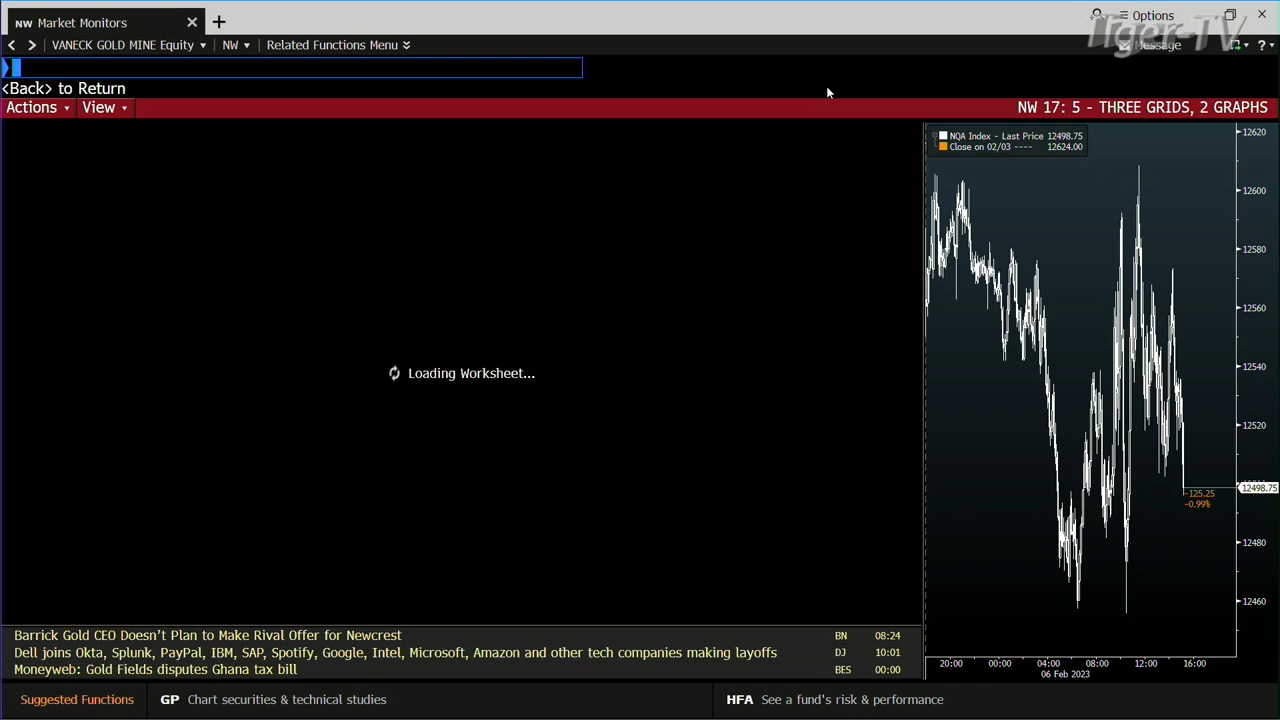 NW Market Monitors
Options
Tiger-TV
VANECK GOLD MINE Equity
NW
Related Functions Menu
Message
?
<Back> to Return
Actions
View
NW 17: 5 - THREE GRIDS, 2 GRAPHS
NQA Index - Last Price 12498.75
Close on 02/03 ---- 12624.00
12620
12600
12580
12560
12540
12520
12498.75
-125.25
-0.99%
12480
12460
Loading Worksheet...
20:00 00:00 04:00 08:00 12:00 16:00
06 Feb 2023
Barrick Gold CEO Doesn't Plan to Make Rival Offer for Newcrest BN 08:24
Dell joins Okta, Splunk, PayPal, IBM, SAP, Spotify, Google, Intel, Microsoft, Amazon and other tech companies making layoffs DJ 10:01
Moneyweb: Gold Fields disputes Ghana tax bill BES 00:00
Suggested Functions GP Chart securities & technical studies HFA See a fund's risk & performance